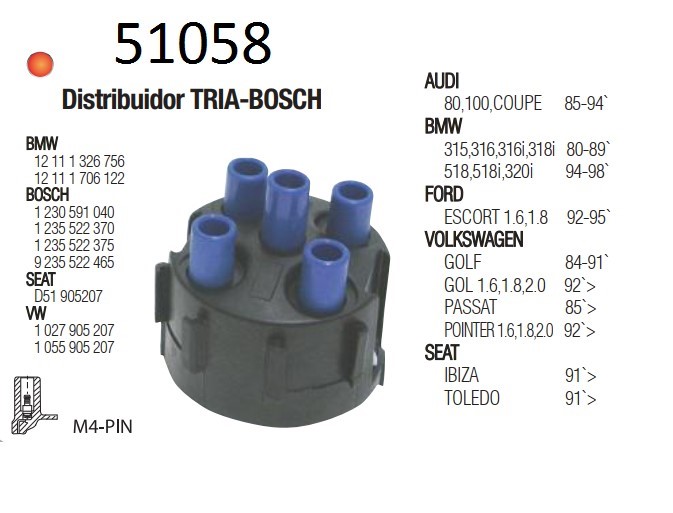 51058
Distribuidor TRIA-BOSCH
BMW
12 11 1 326 756
12 11 1 706 122
BOSCH
1 230 591 040
1 235 522 370
1 235 522 375
9 235 522 465
SEAT
D51 905207
VW
1 027 905 207
1 055 905 207
M4-PIN
AUDI
80,100,COUPE 85-94`
BMW
315,316,316i,318i 80-89`
518,518i,320i 94-98`
FORD
ESCORT 1.6,1.8 92-95`
VOLKSWAGEN
GOLF 84-91`
GOL 1.6,1.8,2.0 92`>
PASSAT 85`>
POINTER 1.6,1.8,2.0 92`>
SEAT
IBIZA 91`>
TOLEDO 91`>